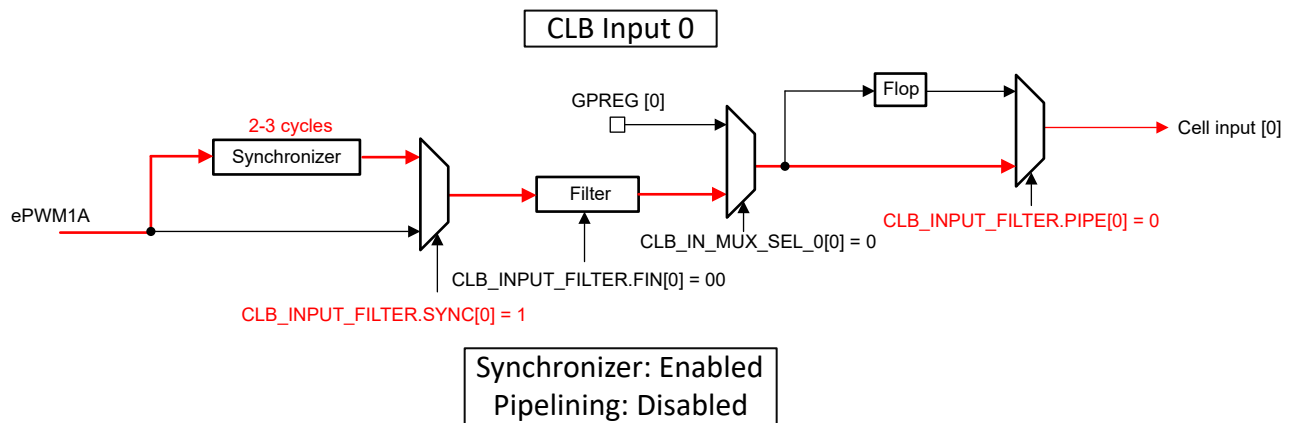 CLB Input 0
GPREG [0]
Flop
2-3 cycles
Synchronizer
Cell input [0]
Filter
ePWM1A
CLB_INPUT_FILTER.PIPE[0] = 0
CLB_IN_MUX_SEL_0[0] = 0
CLB_INPUT_FILTER.FIN[0] = 00
CLB_INPUT_FILTER.SYNC[0] = 1
Synchronizer: Enabled
Pipelining: Disabled